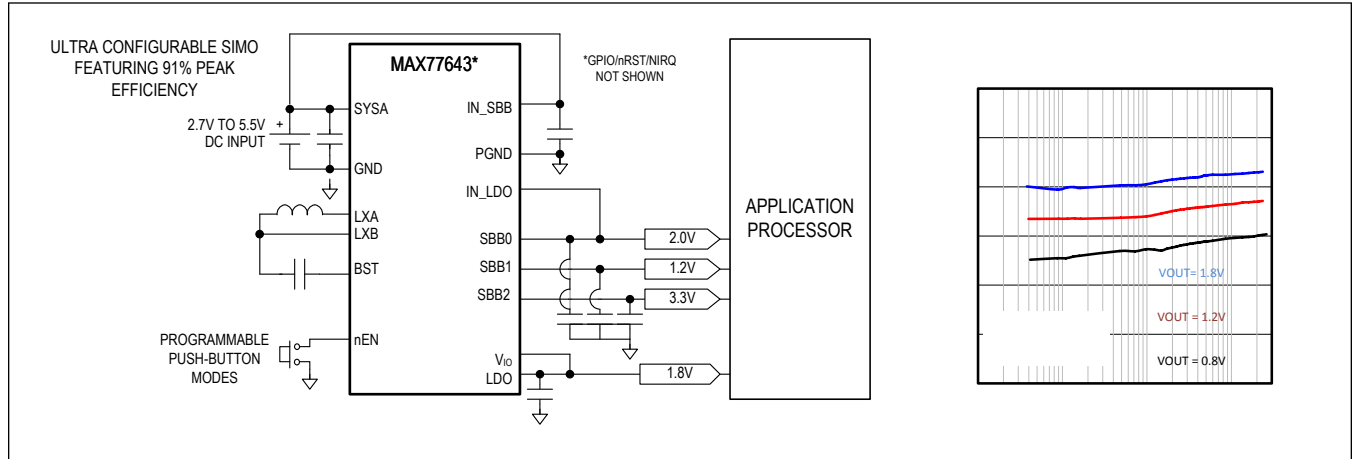 ULTRA CONFIGURABLE SIMO
FEATURING 91% PEAK
EFFICIENCY
2.7V TO 5.5V
DC INPUT
+
MAX77643*
*GPIO/nRST/NIRQ
NOT SHOWN
SYSA
GND
LXA
LXB
BST
nEN
PROGRAMMABLE
PUSH-BUTTON
MODES
IN_SBB
PGND
IN_LDO
SBB0
SBB1
SBB2
VIO
LDO
2.0V
1.2V
3.3V
1.8V
APPLICATION
PROCESSOR
VOUT= 1.8V
VOUT = 1.2V
VOUT = 0.8V